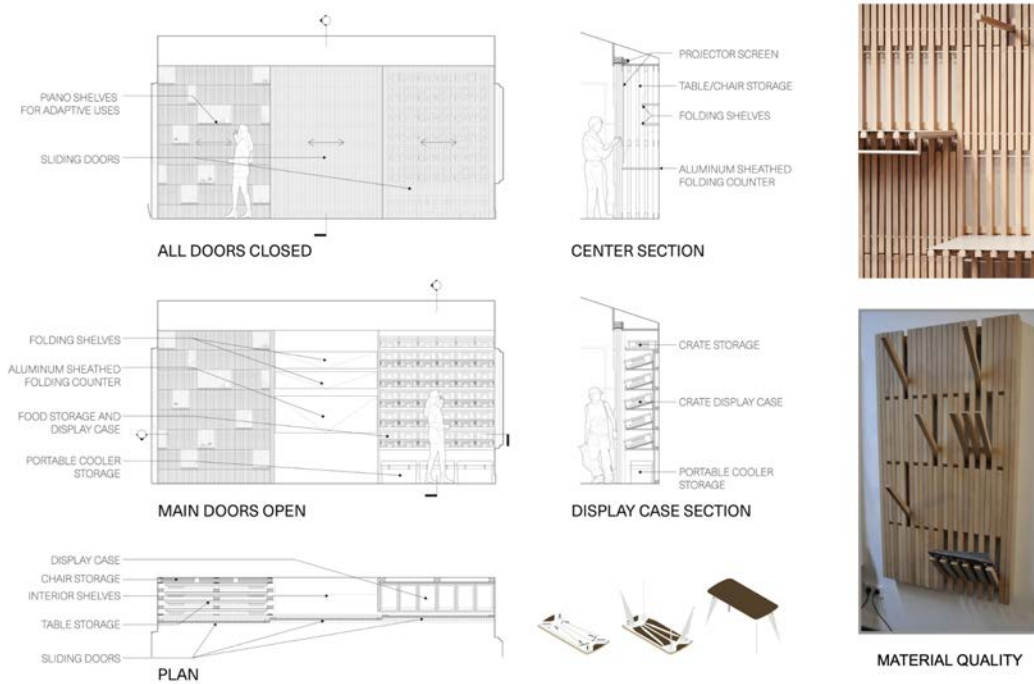 PIANO SHELVES
FOR ADAPTIVE USES
SLIDING DOORS
ALL DOORS CLOSED
PROJECTOR SCREEN
TABLE/CHAIR STORAGE
FOLDING SHELVES
ALUMINUM SHEATHED
FOLDING COUNTER
CENTER SECTION
FOLDING SHELVES
ALUMINUM SHEATHED
FOLDING COUNTER
FOOD STORAGE AND
DISPLAY CASE
PORTABLE COOLER
STORAGE
MAIN DOORS OPEN
CRATE STORAGE
CRATE DISPLAY CASE
PORTABLE COOLER
STORAGE
DISPLAY CASE SECTION
DISPLAY CASE
CHAIR STORAGE
INTERIOR SHELVES
TABLE STORAGE
SLIDING DOORS
PLAN
MATERIAL QUALITY